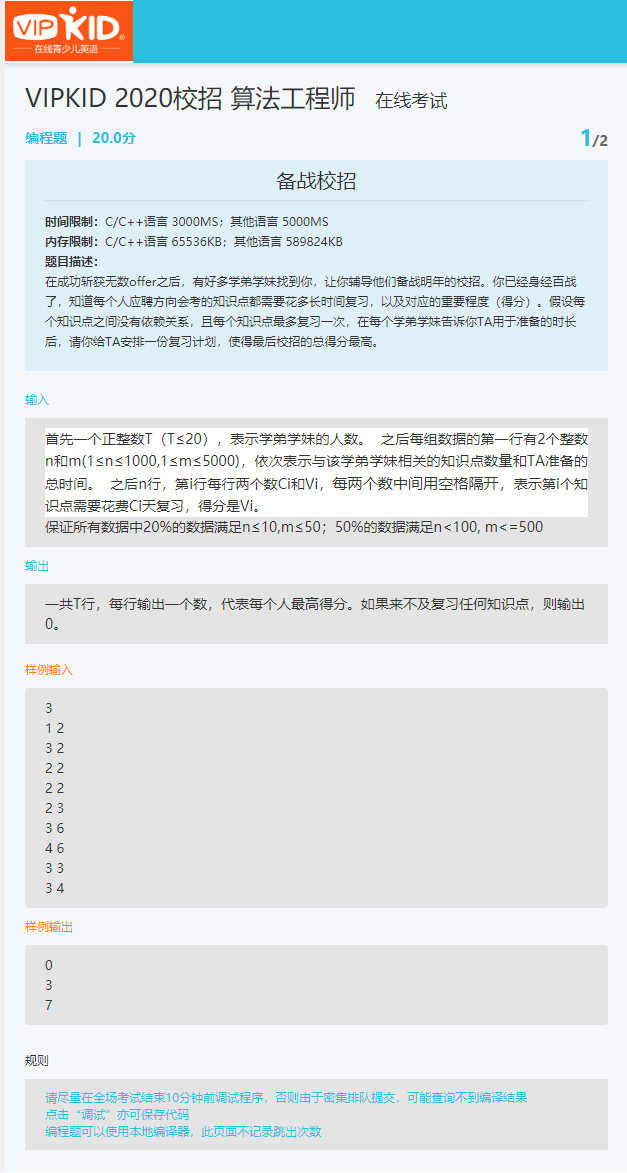 VIPKID®
在线青少儿英语
VIPKID 2020校招 算法工程师 在线考试
编程题 | 20.0分 1/2
备战校招
时间限制：C/C++语言 3000MS；其他语言 5000MS
内存限制：C/C++语言 65536KB；其他语言 589824KB
题目描述：
在成功斩获无数offer之后，有好多学弟学妹找到你，让你辅导他们备战明年的校招。你已经身经百战
了，知道每个人应聘方向会考的知识点都需要花多长时间复习，以及对应的重要程度（得分）。假设每
个知识点之间没有依赖关系，且每个知识点最多复习一次，在每个学弟学妹告诉你TA用于准备的时长
后，请你给TA安排一份复习计划，使得最后校招的总得分最高。
输入
首先一个正整数T（T≤20），表示学弟学妹的人数。 之后每组数据的第一行有2个整数
n和m(1≤n≤1000,1≤m≤5000)，依次表示与该学弟学妹相关的知识点数量和TA准备的
总时间。 之后n行，第i行每行两个数Ci和Vi，每两个数中间用空格隔开，表示第i个知
识点需要花费Ci天复习，得分是Vi。
保证所有数据中20%的数据满足n≤10,m≤50；50%的数据满足n<100, m<=500
输出
一共T行，每行输出一个数，代表每个人最高得分。如果来不及复习任何知识点，则输出
0。
样例输入
3
1 2
3 2
2 2
2 2
2 3
3 6
4 6
3 3
3 4
样例输出
0
3
7
规则
请尽量在全场考试结束10分钟前调试程序，否则由于密集排队提交，可能查询不到编译结果
点击“调试”亦可保存代码
编程题可以使用本地编译器，此页面不记录跳出次数